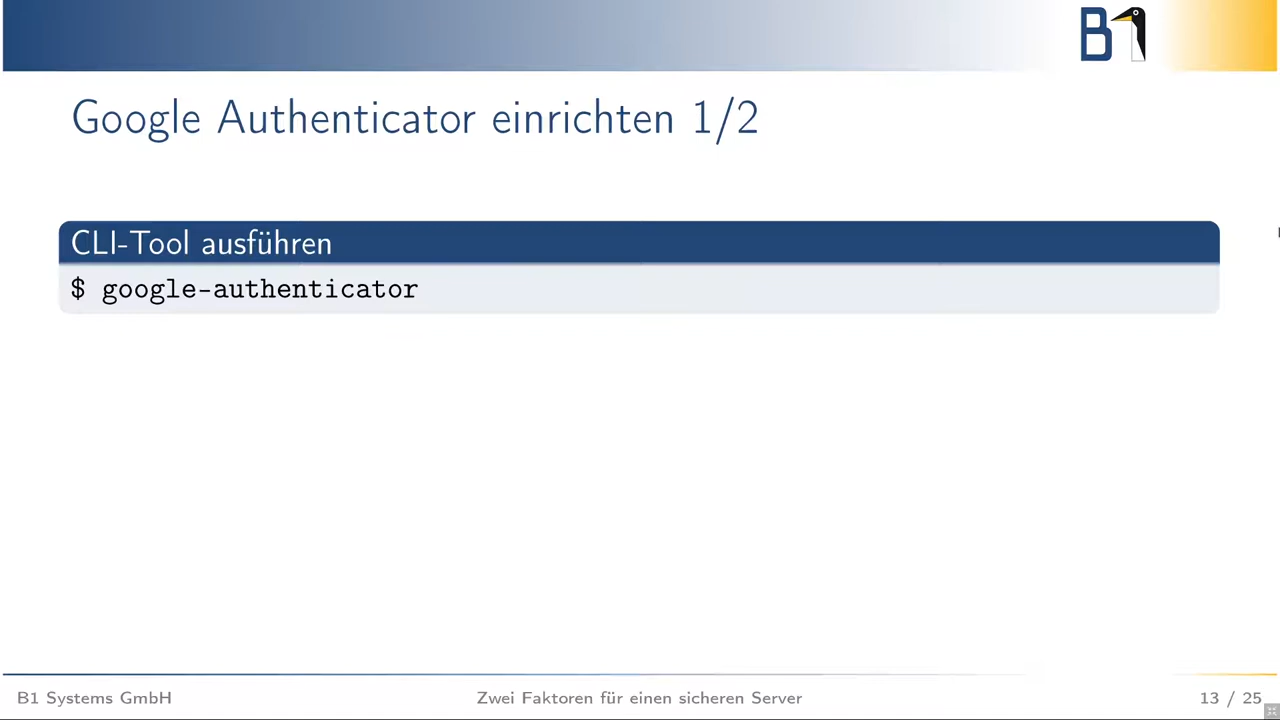 B1
Google Authenticator einrichten 1/2
CLI-Tool ausführen
$ google-authenticator
B1 Systems GmbH
Zwei Faktoren für einen sicheren Server
13 / 25